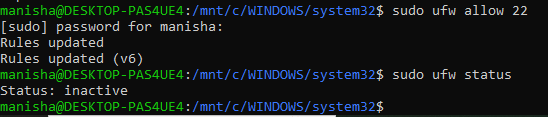 manisha@DESKTOP-PAS4UE4:/mnt/c/WINDOWS/system32$ sudo ufw allow 22
[sudo] password for manisha:
Rules updated
Rules updated (v6)
manisha@DESKTOP-PAS4UE4:/mnt/c/WINDOWS/system32$ sudo ufw status
Status: inactive
manisha@DESKTOP-PAS4UE4:/mnt/c/WINDOWS/system32$